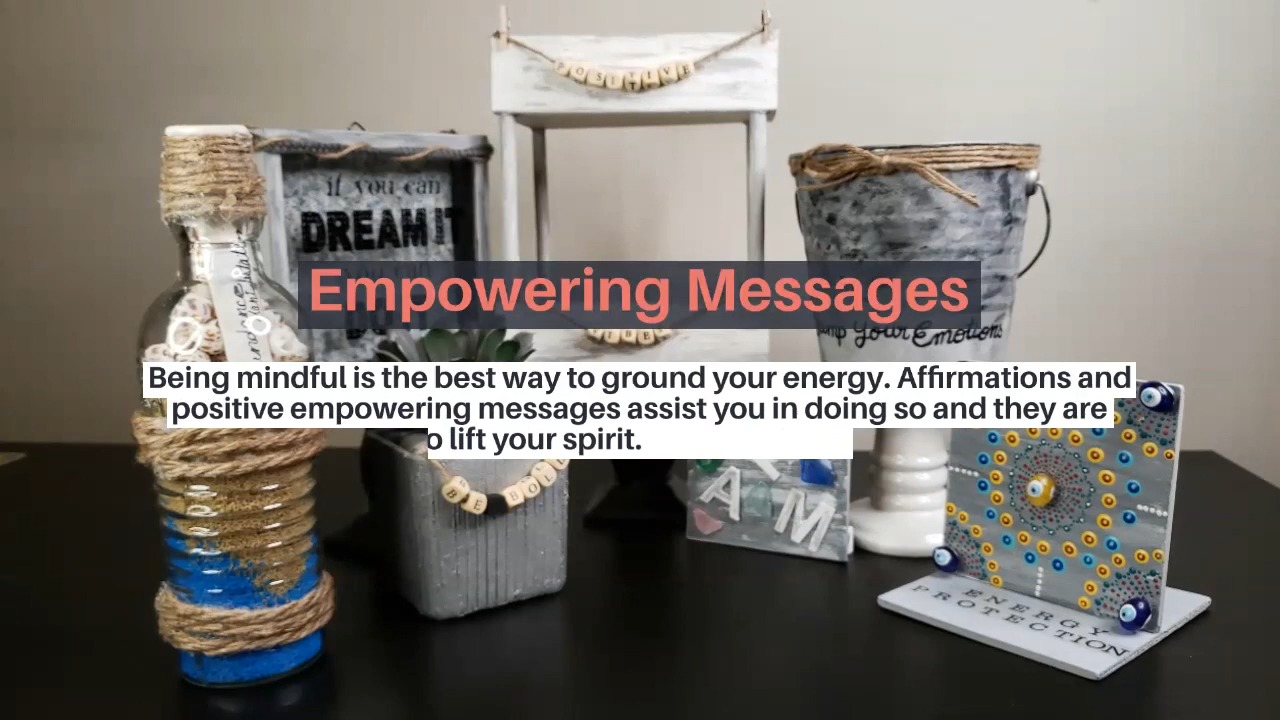 POSITIVE
if you can
DREAM IT
Empowering Messages
Your Emotions
Being mindful is the best way to ground your energy. Affirmations and
positive empowering messages assist you in doing so and they are
o lift your spirit.
BE BOLD
AM
ENERGY
PROTECTION